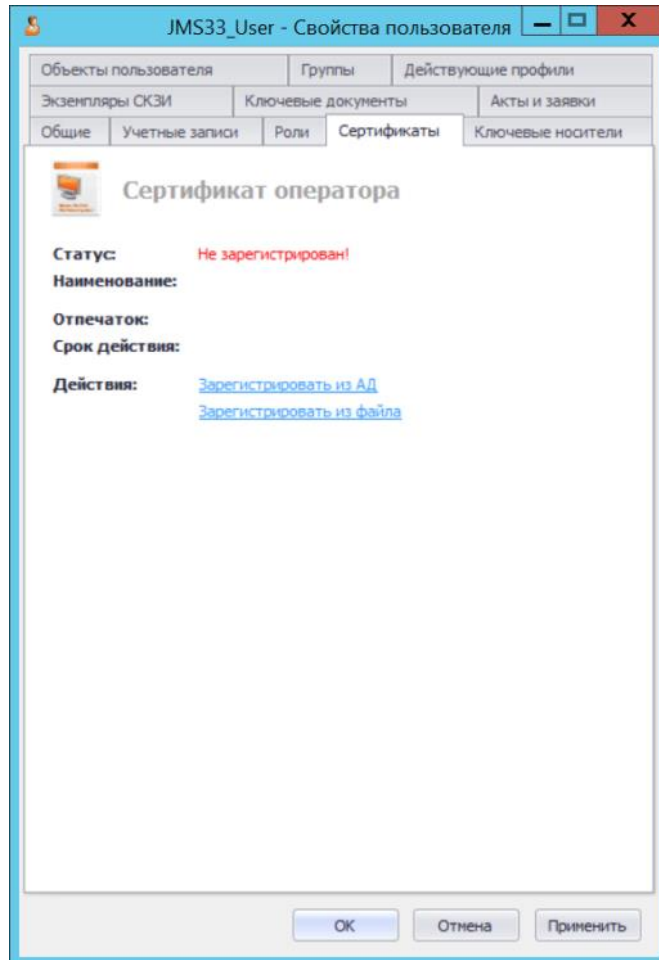 JMS33_User - Свойства пользователя
Объекты пользователя Группы Действующие профили
Экземпляры СКЗИ Ключевые документы Акты и заявки
Общие Учетные записи Роли Сертификаты Ключевые носители
Сертификат оператора
Статус: Не зарегистрирован!
Наименование:
Отпечаток:
Срок действия:
Действия: Зарегистрировать из АД
Зарегистрировать из файла
ОК Отмена Применить